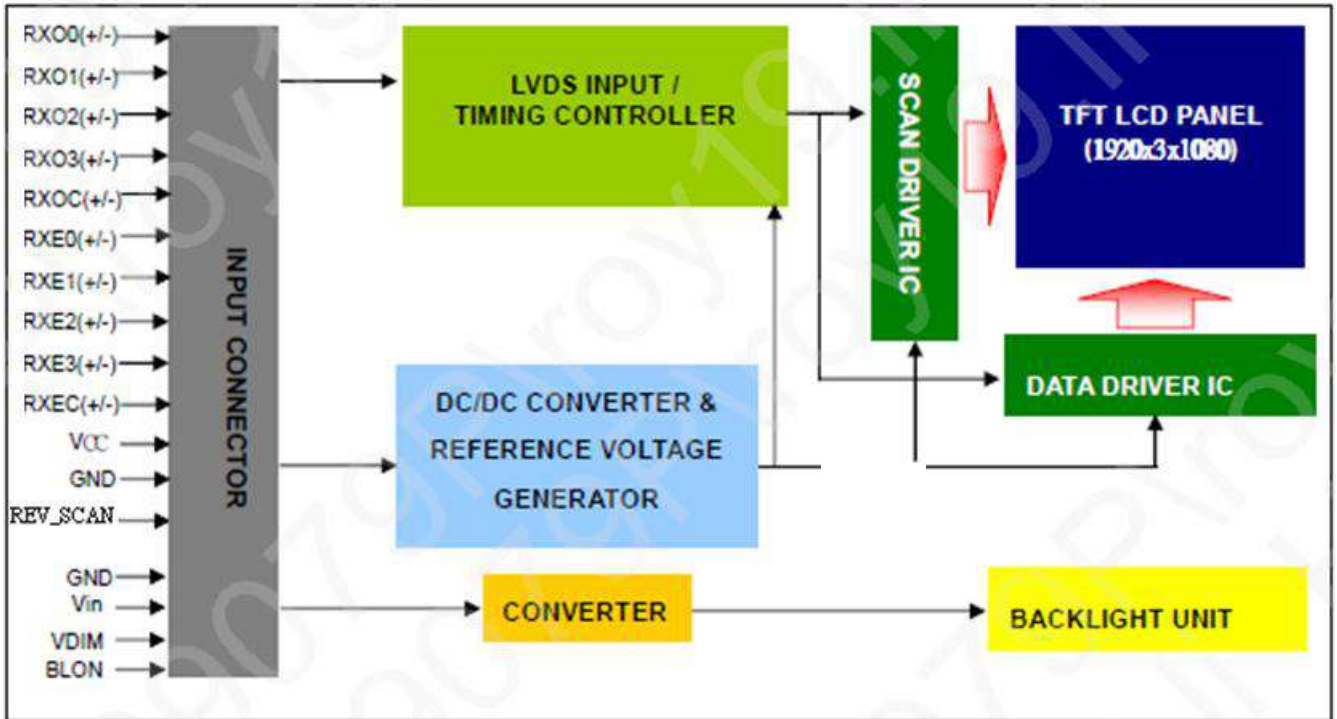 RXO0(+/-)
RXO1(+/-)
RXO2(+/-)
RXO3(+/-)
RXOC(+/-)
RXE0(+/-)
RXE1(+/-)
RXE2(+/-)
RXE3(+/-)
RXEC(+/-)
VCC
GND
REV_SCAN
GND
Vin
VDIM
BLON
INPUT CONNECTOR
LVDS INPUT /
TIMING CONTROLLER
DC/DC CONVERTER &
REFERENCE VOLTAGE
GENERATOR
CONVERTER
SCAN DRIVER IC
TFT LCD PANEL
(1920x3x1080)
DATA DRIVER IC
BACKLIGHT UNIT